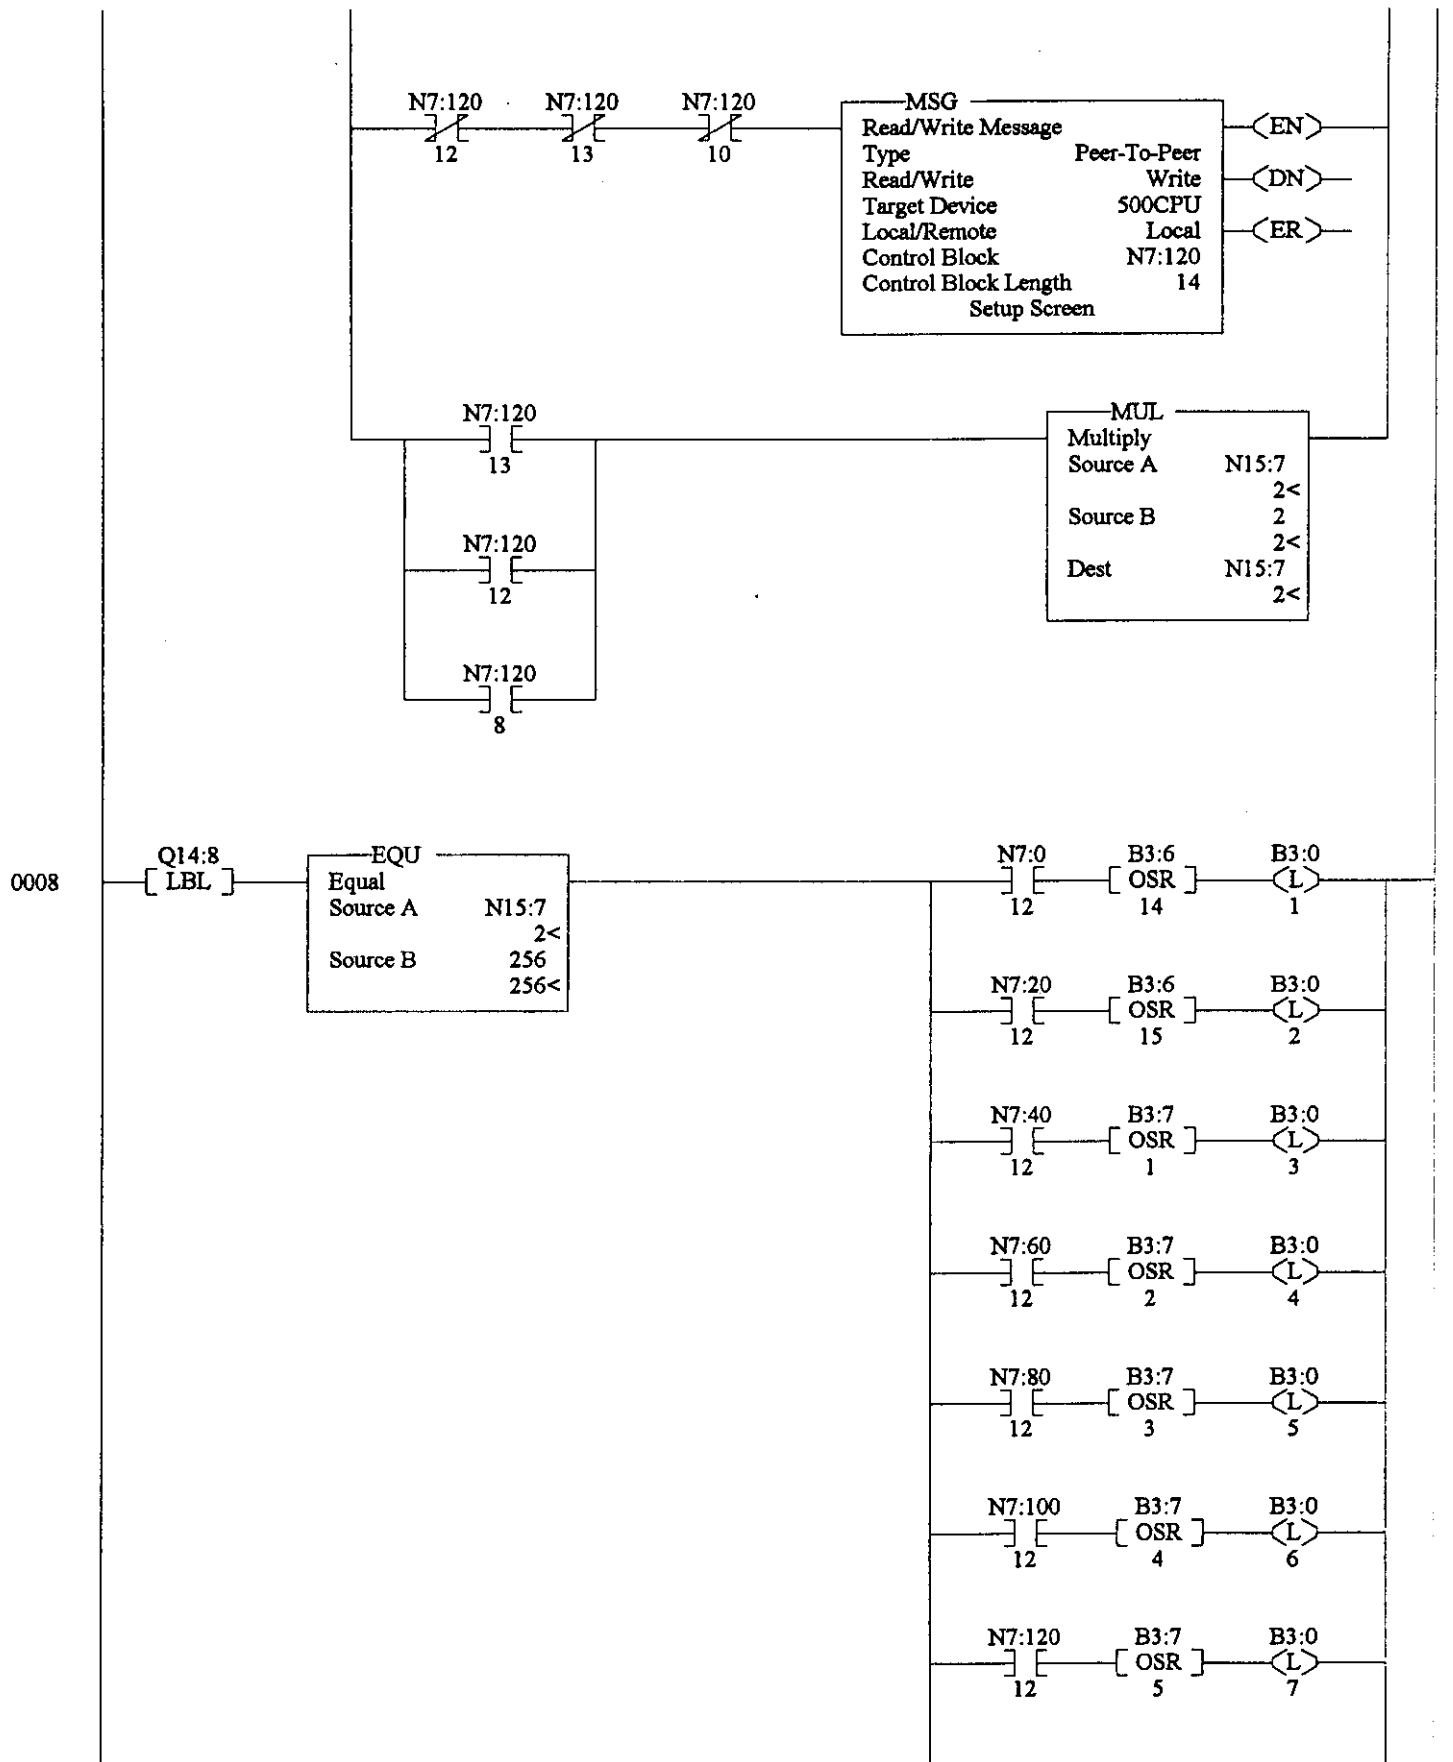 N7:120 N7:120 N7:120
12 13 10
MSG
Read/Write Message
Type Peer-To-Peer
Read/Write Write
Target Device 500CPU
Local/Remote Local
Control Block N7:120
Control Block Length 14
Setup Screen
EN
DN
ER
N7:120
13
N7:120
12
N7:120
8
MUL
Multiply
Source A N15:7
2<
Source B 2
2<
Dest N15:7
2<
0008
Q14:8
LBL
EQU
Equal
Source A N15:7
2<
Source B 256
256<
N7:0 B3:6 B3:0
OSR L
12 14 1
N7:20 B3:6 B3:0
OSR L
12 15 2
N7:40 B3:7 B3:0
OSR L
12 1 3
N7:60 B3:7 B3:0
OSR L
12 2 4
N7:80 B3:7 B3:0
OSR L
12 3 5
N7:100 B3:7 B3:0
OSR L
12 4 6
N7:120 B3:7 B3:0
OSR L
12 5 7